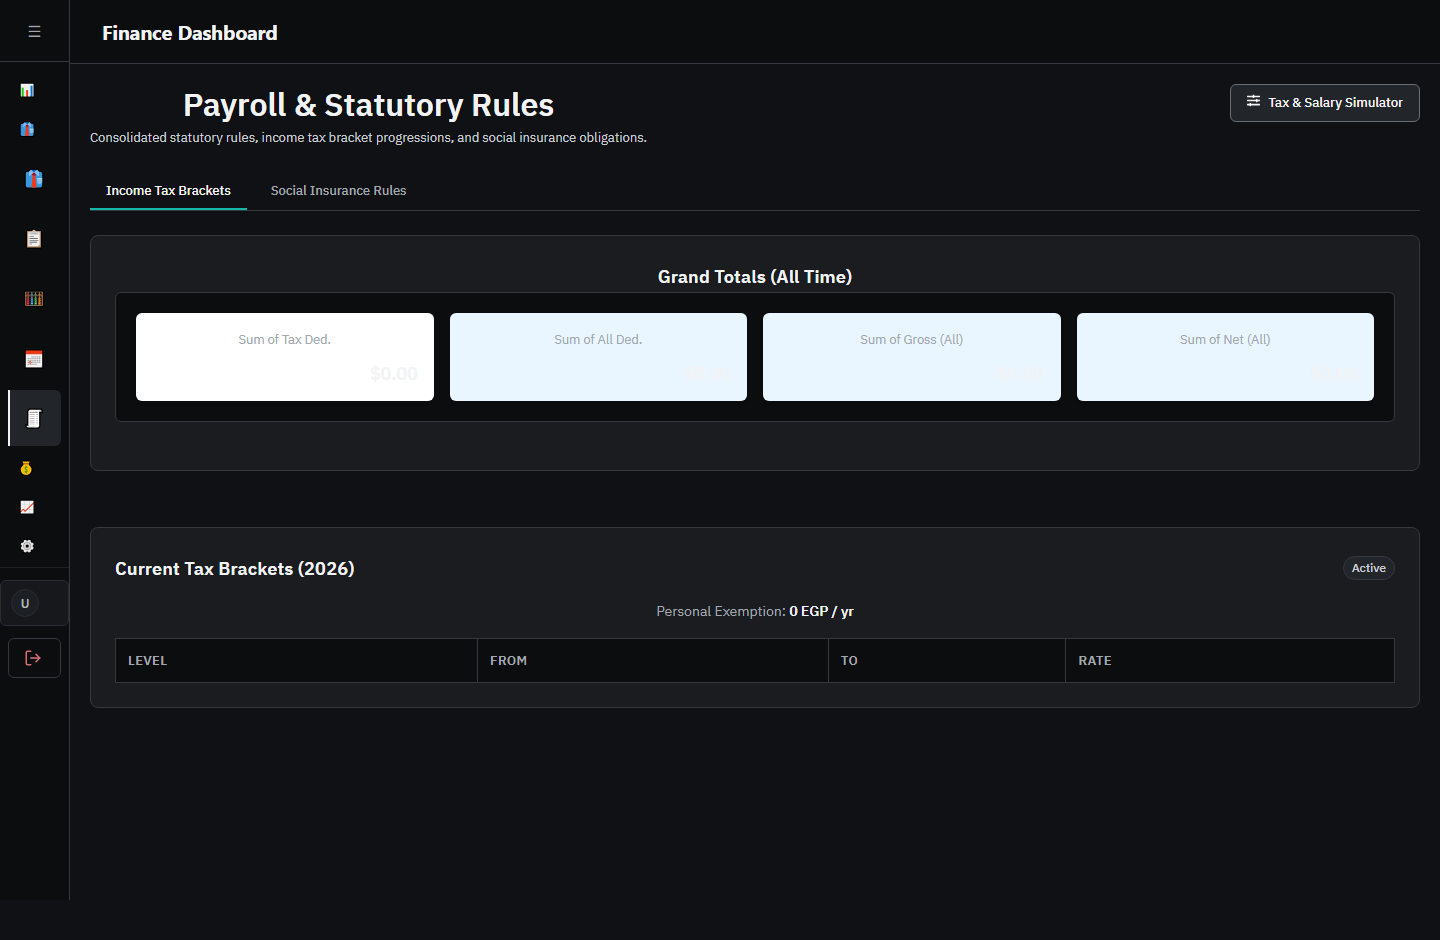 Finance Dashboard
Payroll & Statutory Rules
Tax & Salary Simulator
Consolidated statutory rules, income tax bracket progressions, and social insurance obligations.
Income Tax Brackets
Social Insurance Rules
Grand Totals (All Time)
Sum of Tax Ded.
$0.00
Sum of All Ded.
Sum of Gross (All)
Sum of Net (All)
Current Tax Brackets (2026)
Active
Personal Exemption: 0 EGP / yr
LEVEL
FROM
TO
RATE
U